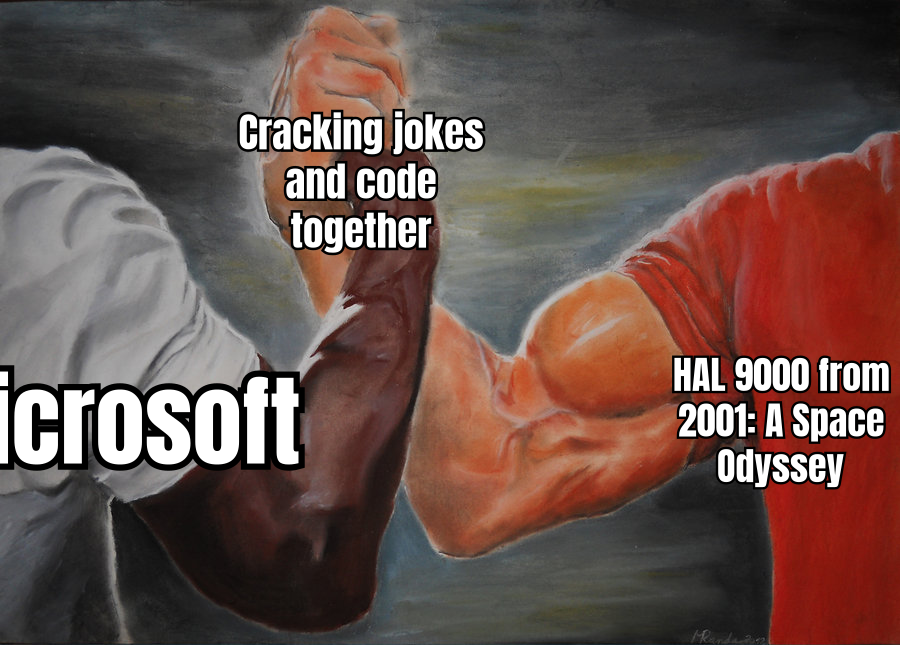 Cracking jokes
and code
together
icrosoft
HAL 9000 from
2001: A Space
Odyssey